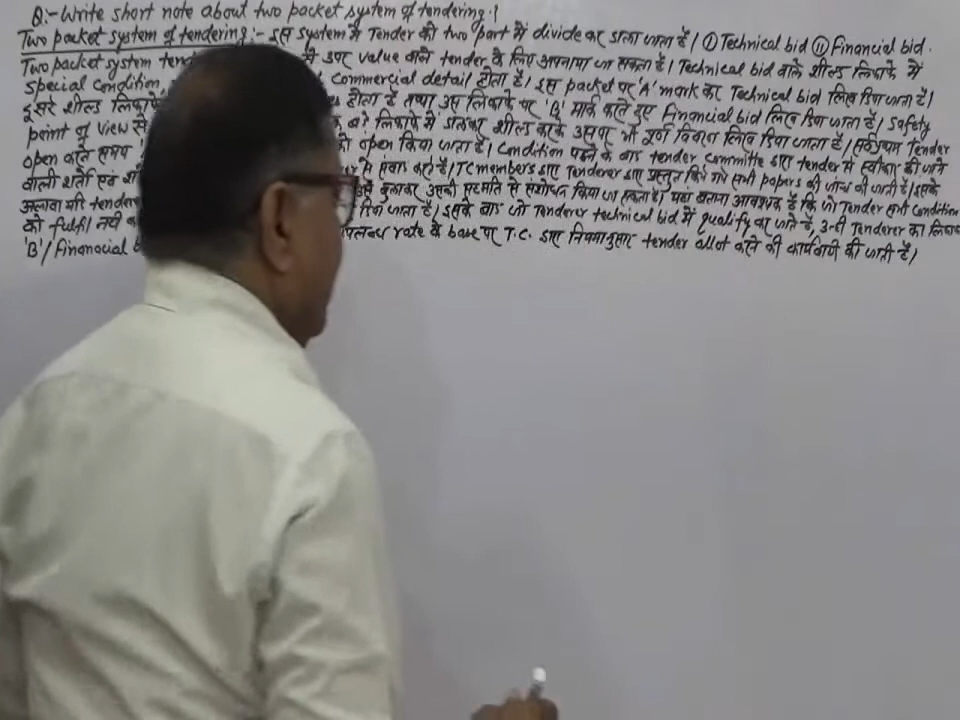 Q:- Write short note about two packet system of tendering.?
Two packet system of tendering:- इस system में Tender को two part में divide कर डाला जाता है। ① Technical bid ⑪ Financial bid.
Two packet system में उपर value वाले tender के लिए अपनाया जा सकता है। Technical bid वाले शील्ड लिफाफे में
special condition, commercial detail होता है। इस packet पर 'A' mark कर Technical bid लिख दिया जाता है।
दूसरे शील्ड लिफाफे होता है तथा उस लिफाफे पर 'B' मार्क करते हुए Financial bid लिख दिया जाता है। Safety
point of view से लिफाफे में डालकर शील्ड करके उसपर भी पूर्ण विवरण लिख दिया जाता है। सर्वप्रथम Tender
open करते समय को open किया जाता है। Condition पढ़ने के बाद tender committe द्वारा tender में स्वीकार की जाने
वाली शर्तों एवं से संवाद करते है। TC members द्वारा Tenderer द्वारा प्रस्तुत किये गये सभी papers की जाँच की जाती है। इसके
अलावा यदि tender उसे बुलाकर उसकी सहमति से संशोधन किया जा सकता है। यहां बताना आवश्यक है कि जो Tender सभी Condition
को fulfil नही दिया जाता है। इसके बाद जो Tenderer technical bid में qualify कर जाते है, उन्ही Tenderer का लिफाफा
'B' / Financial उपलब्ध rate के base पर T.C. द्वारा नियमानुसार tender allot करने की कार्यवाही की जाती है।